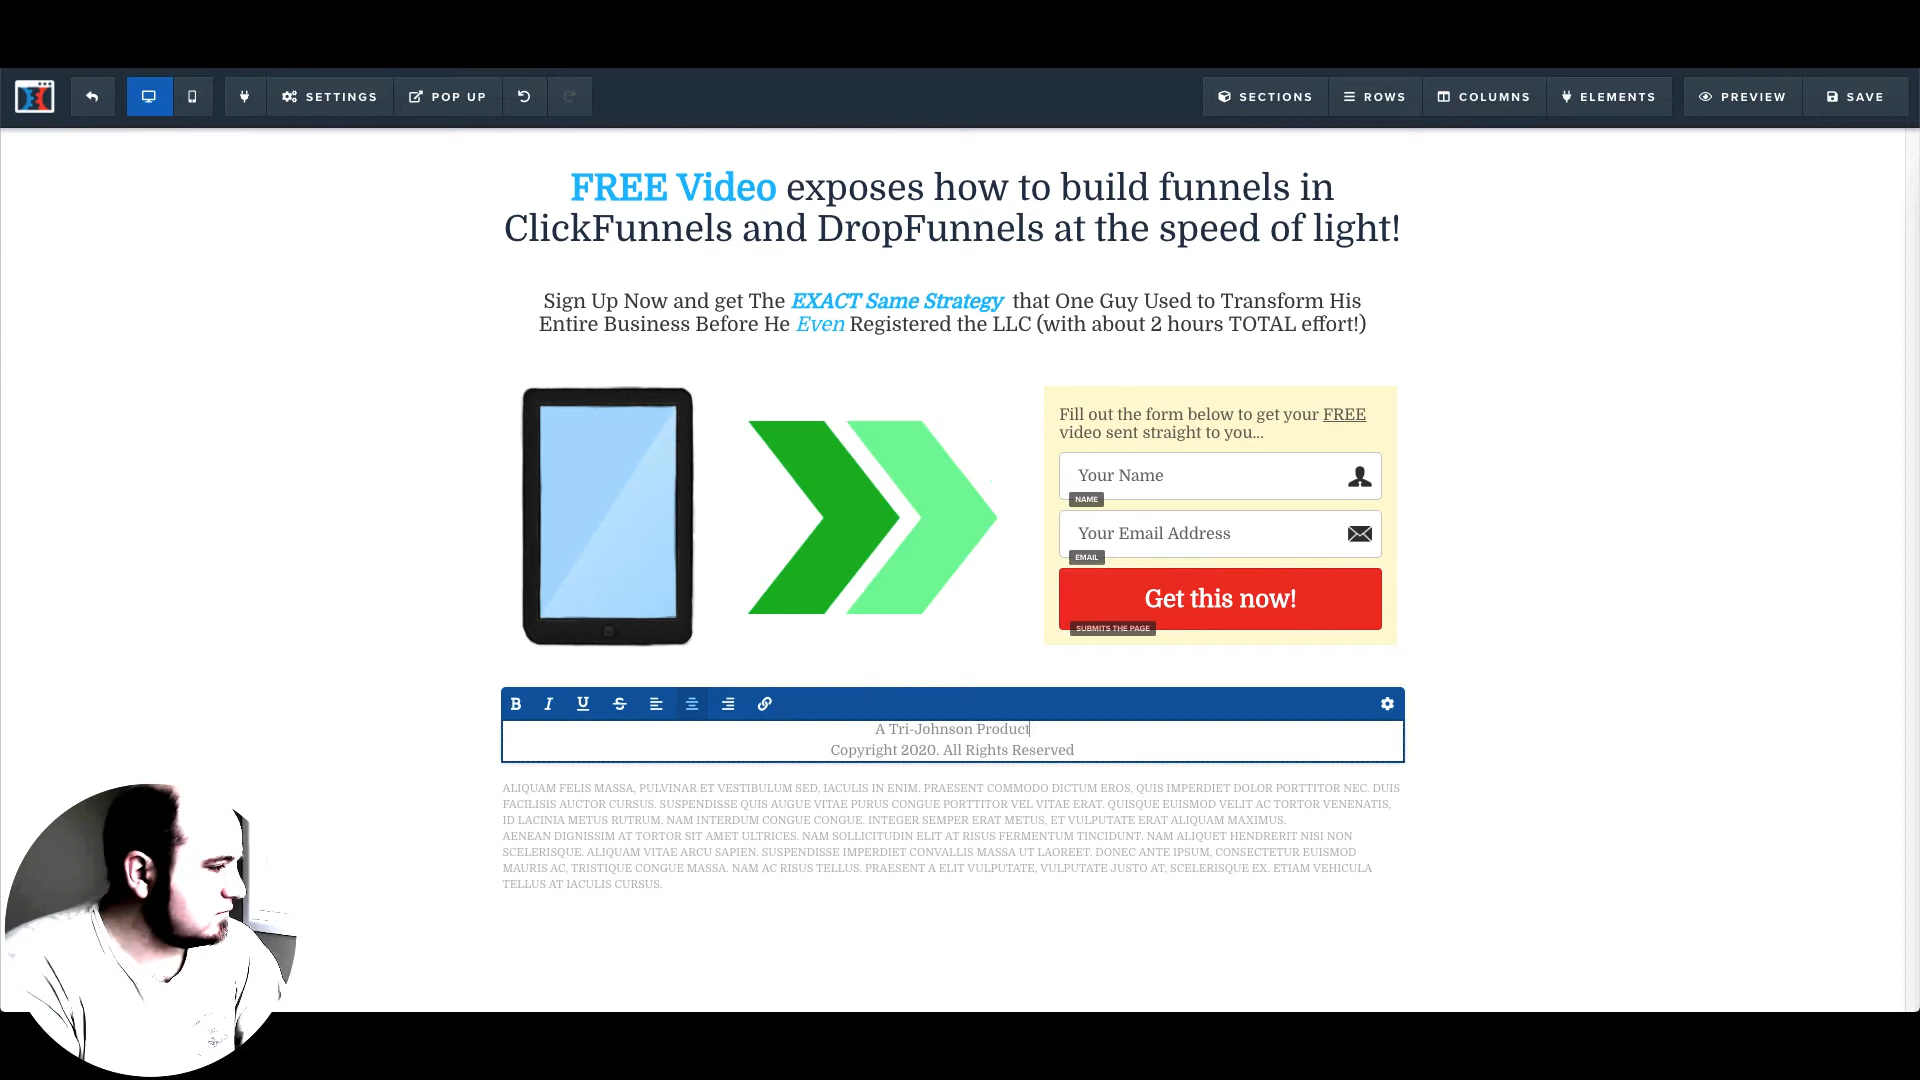 SETTINGS
POP UP
SECTIONS
ROWS
COLUMNS
ELEMENTS
PREVIEW
SAVE
FREE Video exposes how to build funnels in
ClickFunnels and DropFunnels at the speed of light!
Sign Up Now and get The EXACT Same Strategy that One Guy Used to Transform His
Entire Business Before He Even Registered the LLC (with about 2 hours TOTAL effort!)
Fill out the form below to get your FREE
video sent straight to you...
Your Name
NAME
Your Email Address
EMAIL
Get this now!
SUBMITS THE PAGE
B I U S
A Tri-Johnson Product
Copyright 2020. All Rights Reserved
ALIQUAM FELIS MASSA, PULVINAR ET VESTIBULUM SED, IACULIS IN ENIM. PRAESENT COMMODO DICTUM EROS, QUIS IMPERDIET DOLOR PORTTITOR NEC. DUIS
FACILISIS AUCTOR CURSUS. SUSPENDISSE QUIS AUGUE VITAE PURUS CONGUE PORTTITOR VEL VITAE ERAT. QUISQUE EUISMOD VELIT AC TORTOR VENENATIS,
ID LACINIA METUS RUTRUM. NAM INTERDUM CONGUE CONGUE. INTEGER SEMPER ERAT METUS, ET VULPUTATE ERAT ALIQUAM MAXIMUS.
AENEAN DIGNISSIM AT TORTOR SIT AMET ULTRICES. NAM SOLLICITUDIN ELIT AT RISUS FERMENTUM TINCIDUNT. NAM ALIQUET HENDRERIT NISI NON
SCELERISQUE. ALIQUAM VITAE ARCU SAPIEN. SUSPENDISSE IMPERDIET CONVALLIS MASSA UT LAOREET. DONEC ANTE IPSUM, CONSECTETUR EUISMOD
MAURIS AC, TRISTIQUE CONGUE MASSA. NAM AC RISUS TELLUS. PRAESENT A ELIT VULPUTATE, VULPUTATE JUSTO AT, SCELERISQUE EX. ETIAM VEHICULA
TELLUS AT IACULIS CURSUS.